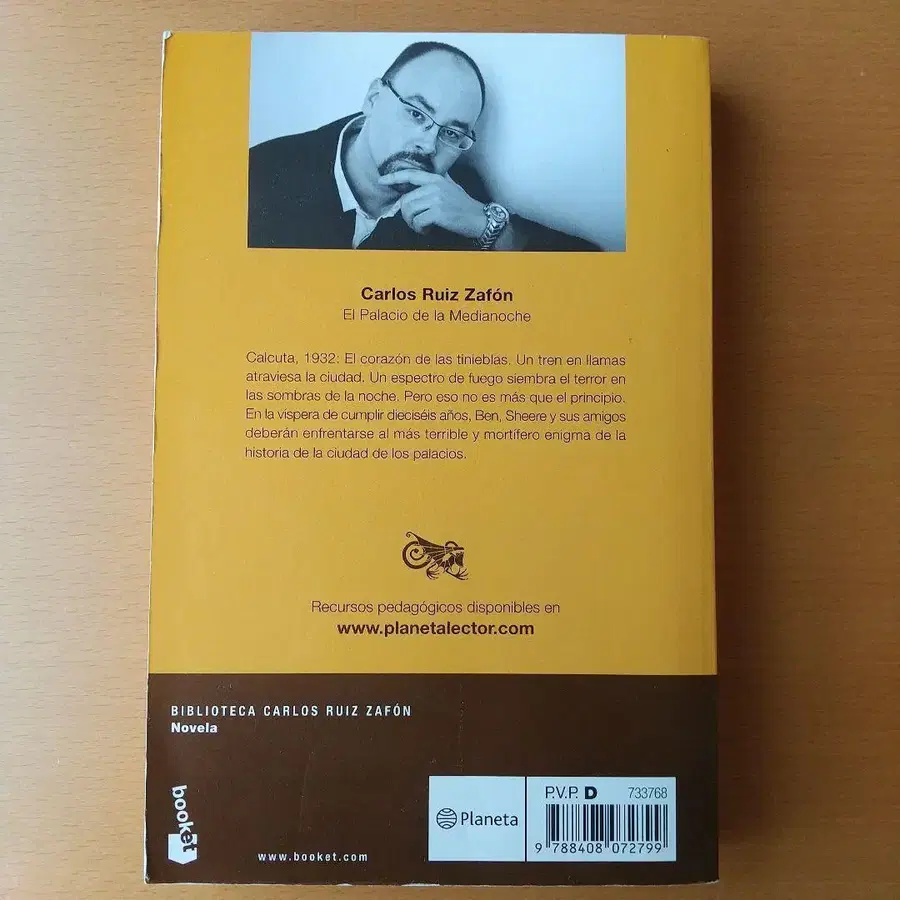 Carlos Ruiz Zafón
El Palacio de la Medianoche
Calcuta, 1932: El corazón de las tinieblas. Un tren en llamas
atraviesa la ciudad. Un espectro de fuego siembra el terror en
las sombras de la noche. Pero eso no es más que el principio.
En la víspera de cumplir dieciséis años, Ben, Sheere y sus amigos
deberán enfrentarse al más terrible y mortífero enigma de la
historia de la ciudad de los palacios.
Recursos pedagógicos disponibles en
www.planetalector.com
BIBLIOTECA CARLOS RUIZ ZAFÓN
Novela
booket
www.booket.com
Planeta
P.V.P. D 733768
9 788408 072799